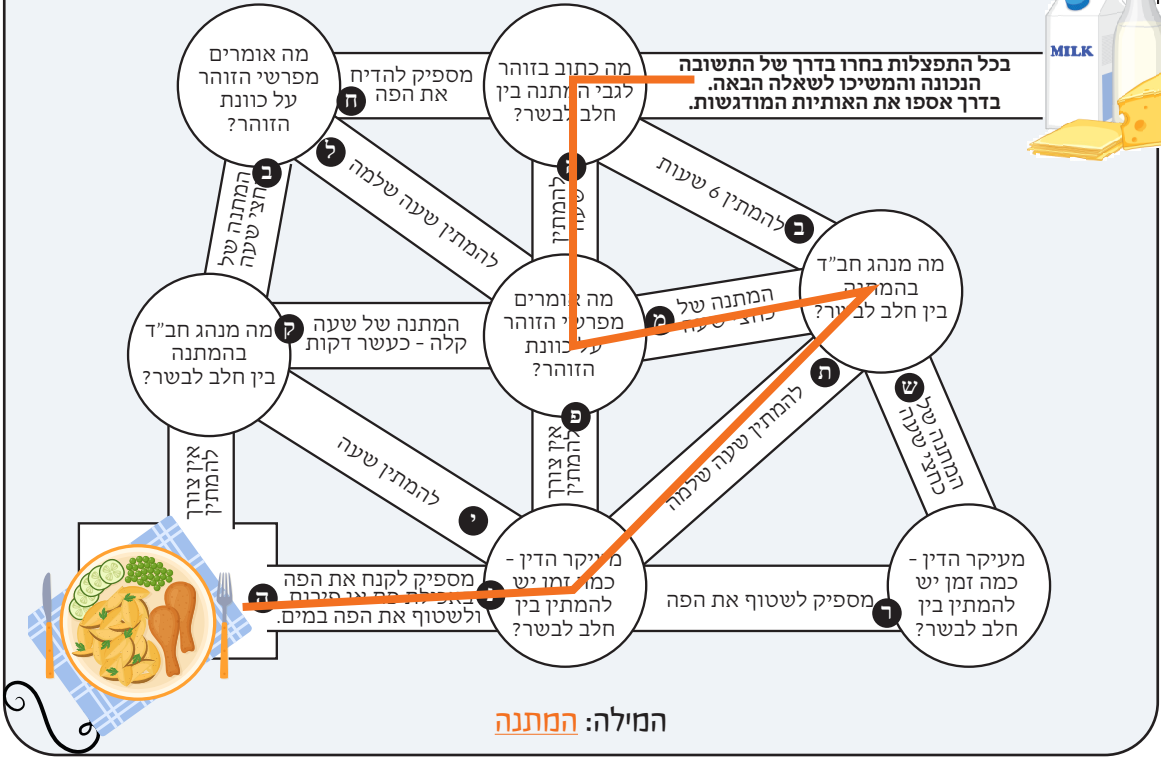 בכל התפצלות בחרו בדרך של התשובה
הנכונה והמשיכו לשאלה הבאה.
בדרך אספו את האותיות המודגשות.
MILK
מה כתוב בזוהר
לגבי המתנה בין
חלב לבשר?
מספיק להדיח
את הפה
ח
מה אומרים
מפרשי הזוהר
על כוונת
הזוהר?
ל
להמתין שעה שלמה
להמתין
שעה
ב
להמתין 6 שעות
ב
המתנה של
חצי שעה
מה מנהג חב"ד
בהמתנה
בין חלב לבשר?
המתנה של
כחצי שעה
מ
מה אומרים
מפרשי הזוהר
על כוונת
הזוהר?
המתנה של שעה
קלה - כעשר דקות
ק
מה מנהג חב"ד
בהמתנה
בין חלב לבשר?
ת
להמתין שעה שלמה
ש
המתנה של
כחצי שעה
פ
אין צורך
להמתין
להמתין שעה
י
אין צורך
להמתין
מעיקר הדין -
כמה זמן יש
להמתין בין
חלב לבשר?
מספיק לשטוף את הפה
ר
מעיקר הדין -
כמה זמן יש
להמתין בין
חלב לבשר?
מספיק לקנח את הפה
באכילת פת או פירות
ולשטוף את הפה במים.
ה
המילה: המתנה